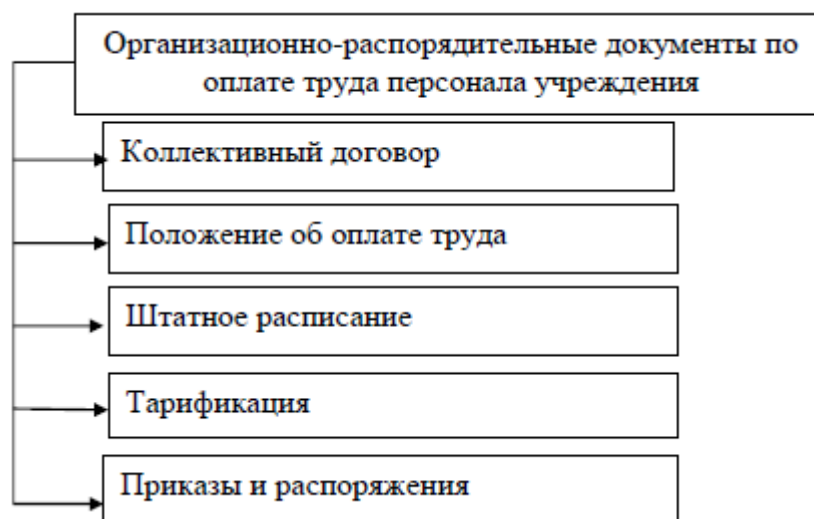 Организационно-распорядительные документы по
оплате труда персонала учреждения
Коллективный договор
Положение об оплате труда
Штатное расписание
Тарификация
Приказы и распоряжения